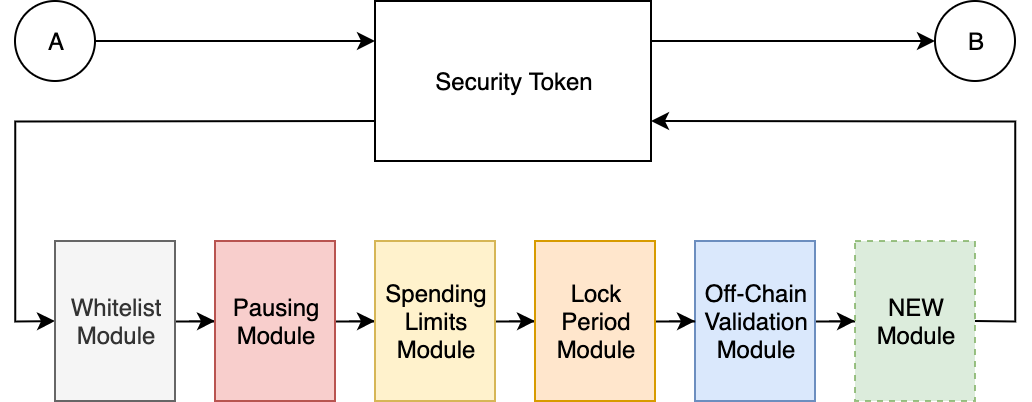 A
Security Token
B
Whitelist
Module
Pausing
Module
Spending
Limits
Module
Lock
Period
Module
Off-Chain
Validation
Module
NEW
Module